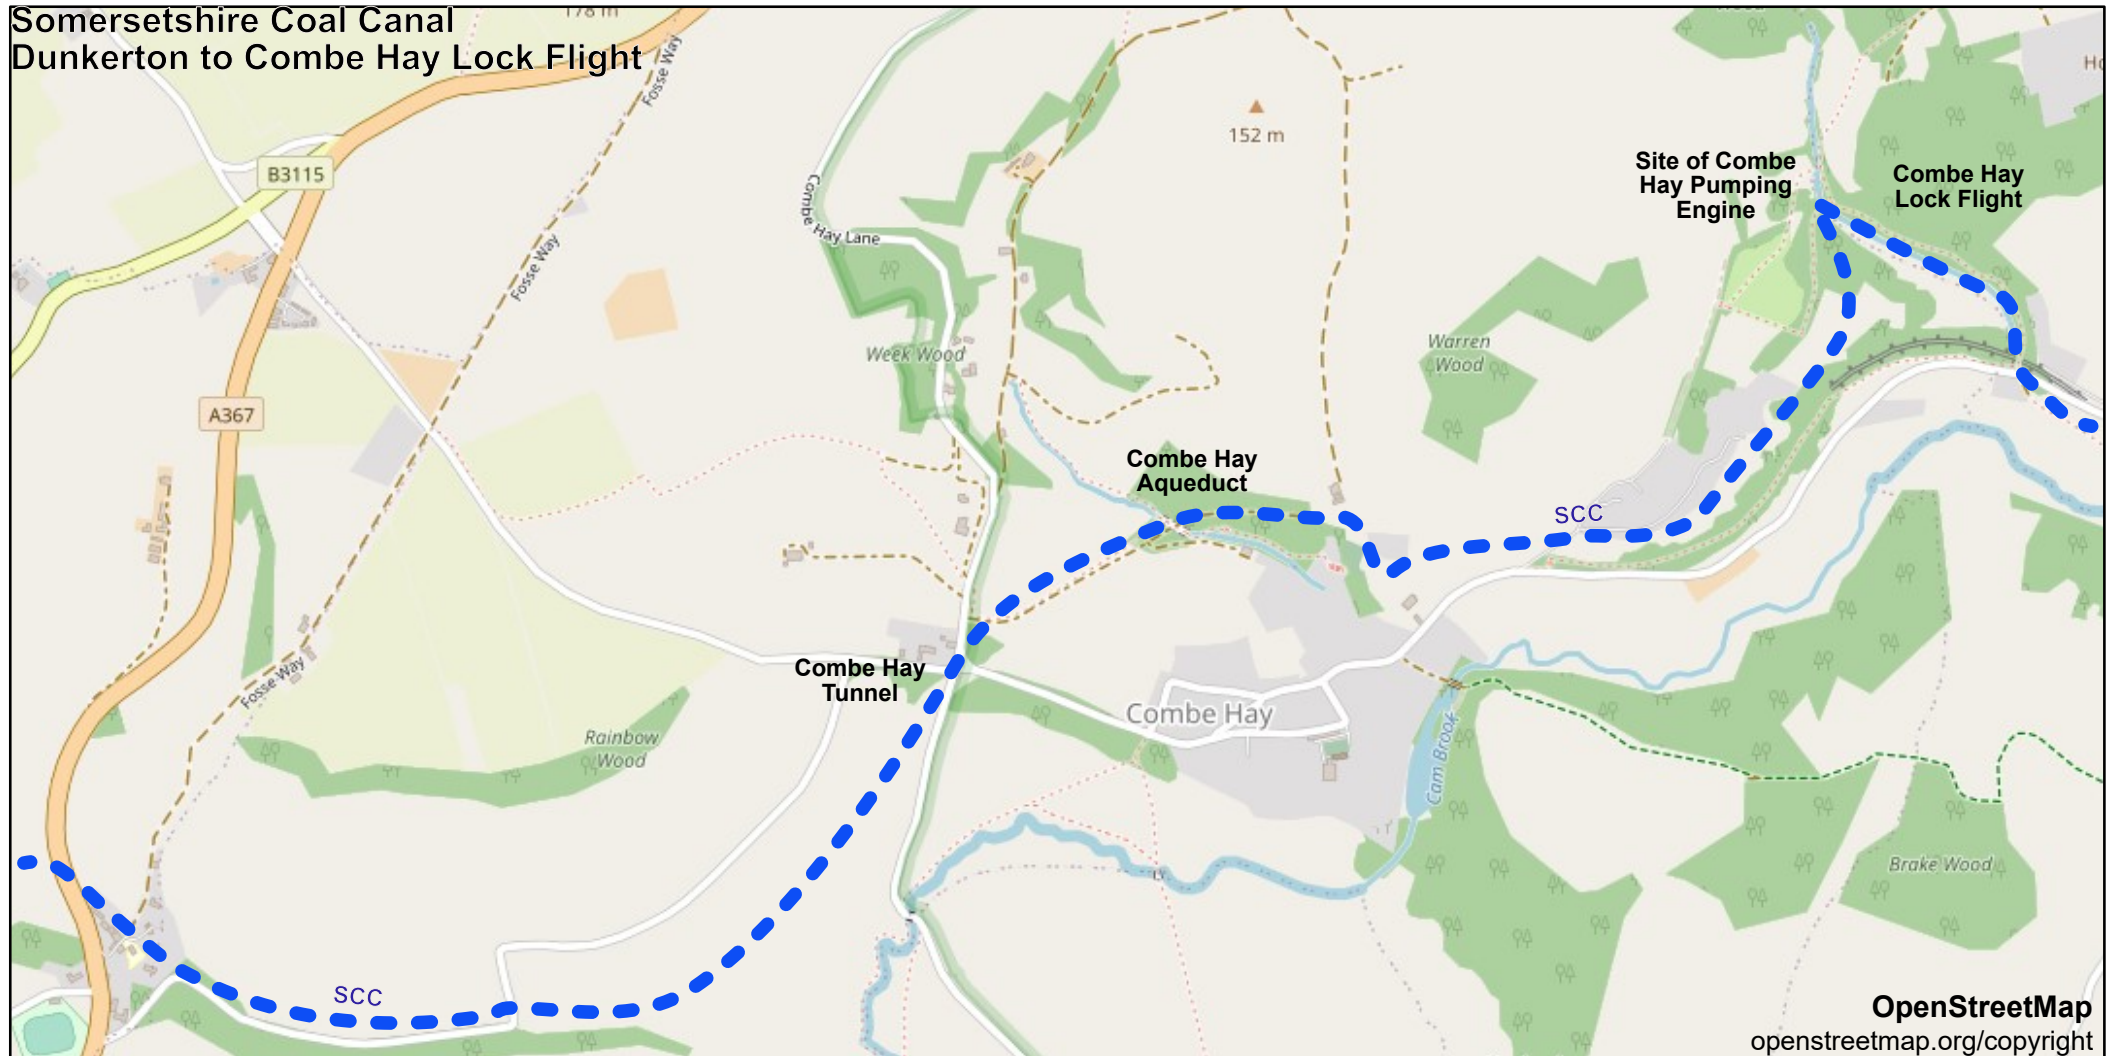 Somersetshire Coal Canal
Dunkerton to Combe Hay Lock Flight
178 m
Fosse Way
B3115
152 m
Site of Combe
Hay Pumping
Engine
Combe Hay
Lock Flight
Combe Hay Lane
Fosse Way
Week Wood
Warren
Wood
A367
Combe Hay
Aqueduct
SCC
Fosse Way
Combe Hay
Tunnel
Combe Hay
Rainbow
Wood
Cam Brook
Brake Wood
SCC
OpenStreetMap
openstreetmap.org/copyright